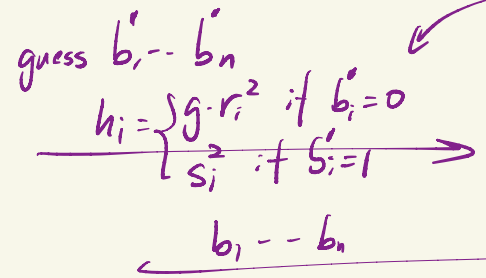 guess b'₁ -- b'ₙ
hᵢ = { g·rᵢ² if b'ᵢ = 0
sᵢ² if b'ᵢ = 1
b₁ -- bₙ